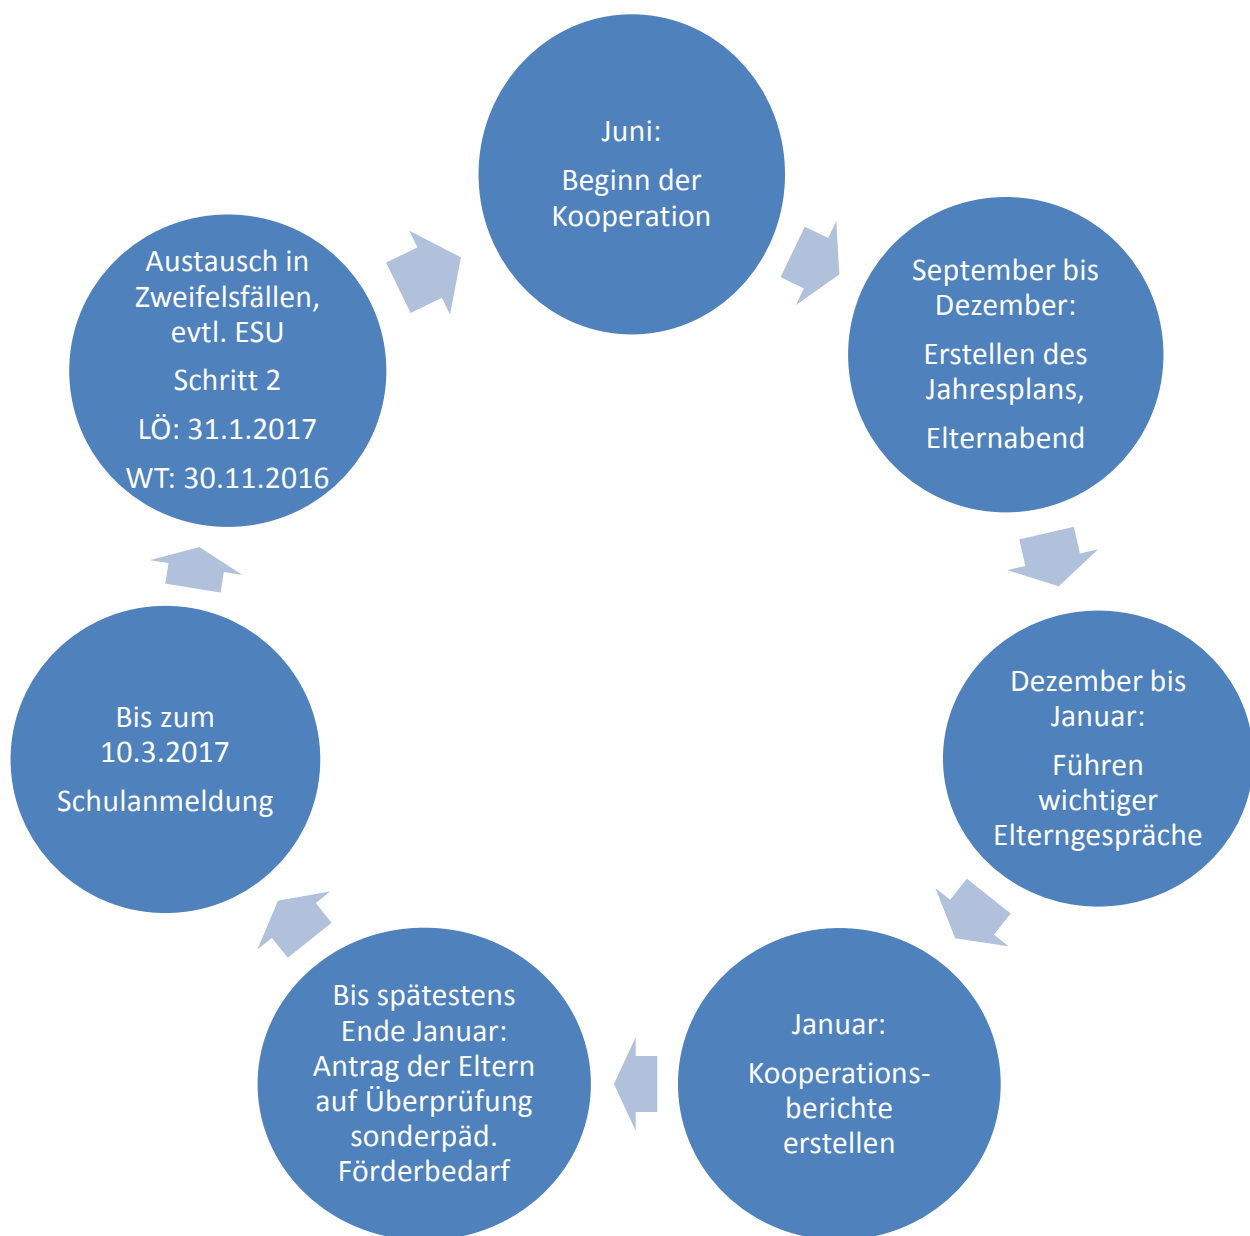 Juni:
Beginn der
Kooperation
September bis
Dezember:
Erstellen des
Jahresplans,
Elternabend
Dezember bis
Januar:
Führen
wichtiger
Elterngespräche
Januar:
Kooperations-
berichte
erstellen
Bis spätestens
Ende Januar:
Antrag der Eltern
auf Überprüfung
sonderpäd.
Förderbedarf
Bis zum
10.3.2017
Schulanmeldung
Austausch in
Zweifelsfällen,
evtl. ESU
Schritt 2
LÖ: 31.1.2017
WT: 30.11.2016